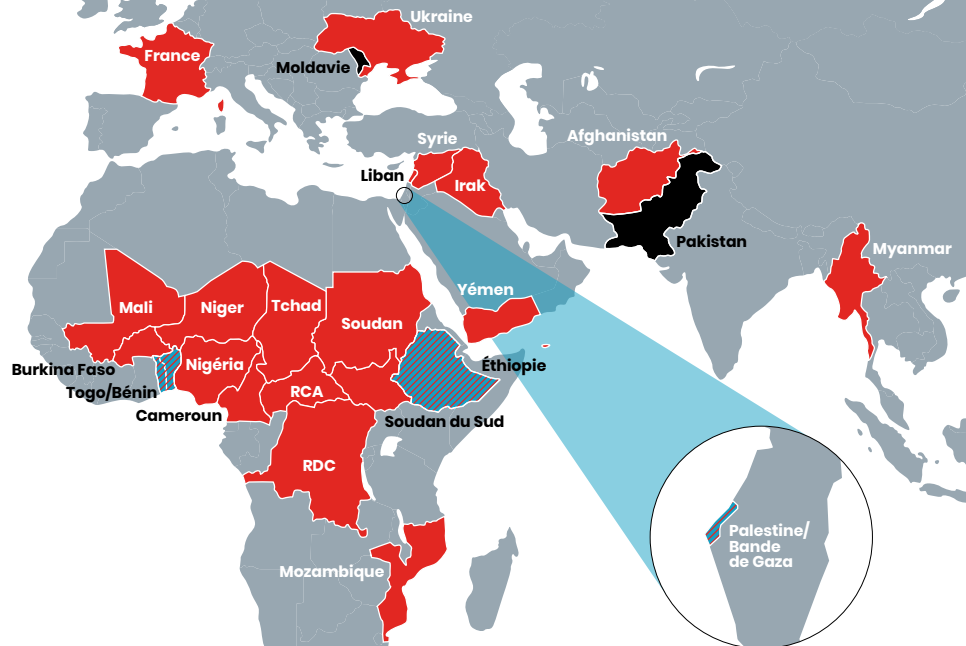 Ukraine
France
Moldavie
Afghanistan
Syrie
Liban
Irak
Pakistan
Myanmar
Yémen
Mali
Niger
Tchad
Soudan
Burkina Faso
Nigéria
Éthiopie
Togo/Bénin
RCA
Cameroun
Soudan du Sud
RDC
Palestine/
Bande
de Gaza
Mozambique